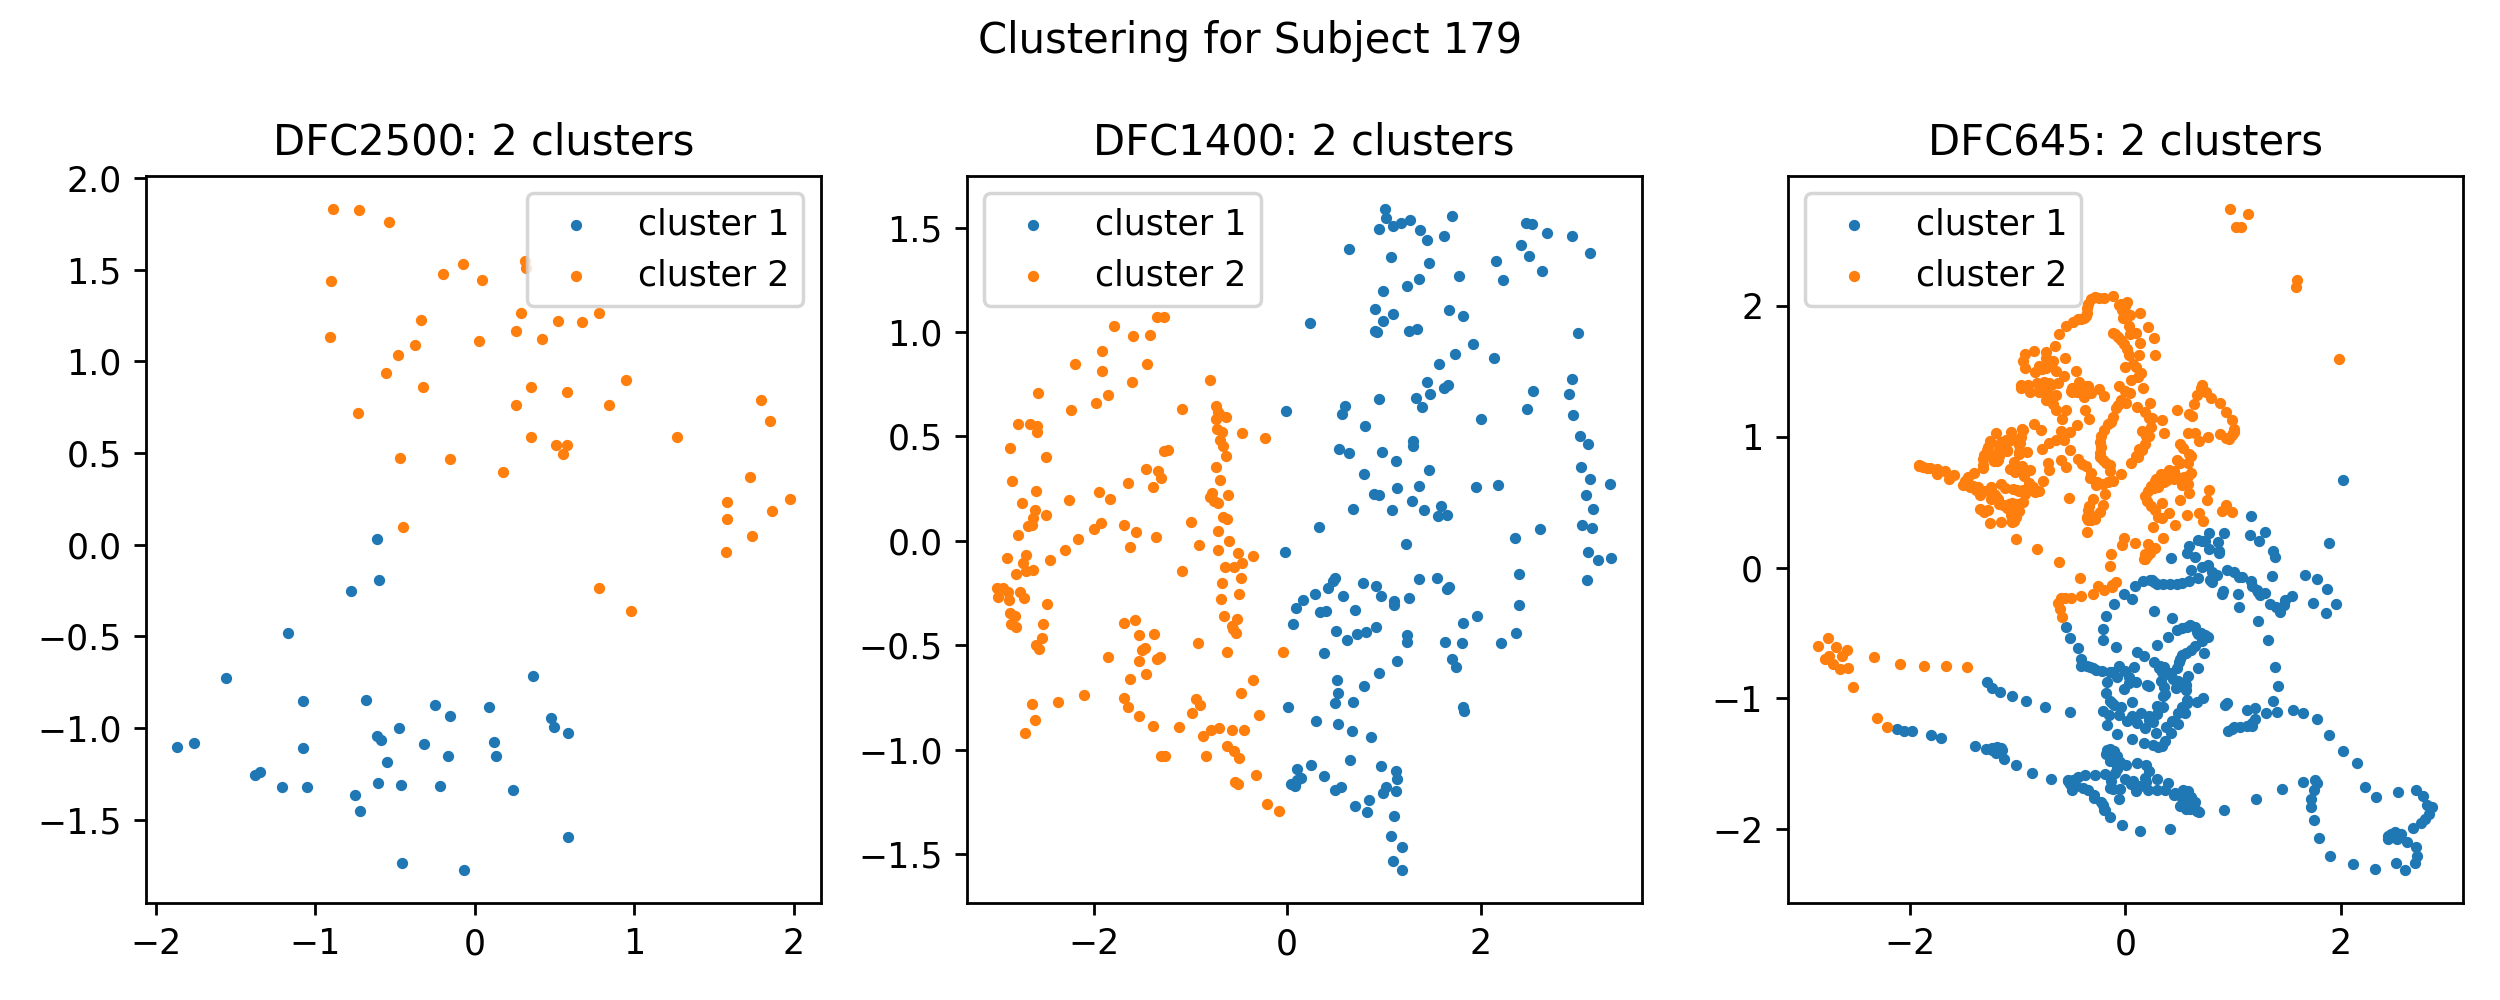 Clustering for Subject 179
DFC2500: 2 clusters
cluster 1
cluster 2
2.0
1.5
1.0
0.5
0.0
−0.5
−1.0
−1.5
−2 −1 0 1 2
DFC1400: 2 clusters
cluster 1
cluster 2
1.5
1.0
0.5
0.0
−0.5
−1.0
−1.5
−2 0 2
DFC645: 2 clusters
cluster 1
cluster 2
2
1
0
−1
−2
−2 0 2